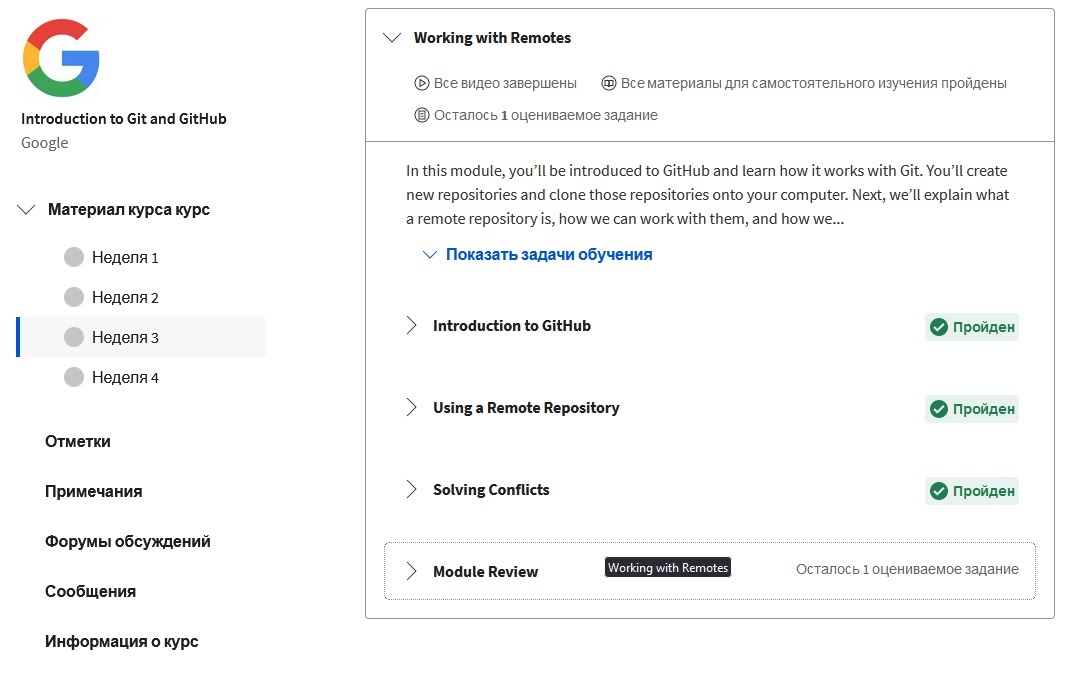 Introduction to Git and GitHub
Google
Материал курса курс
Неделя 1
Неделя 2
Неделя 3
Неделя 4
Отметки
Примечания
Форумы обсуждений
Сообщения
Информация о курс
Working with Remotes
Все видео завершены
Все материалы для самостоятельного изучения пройдены
Осталось 1 оцениваемое задание
In this module, you’ll be introduced to GitHub and learn how it works with Git. You’ll create
new repositories and clone those repositories onto your computer. Next, we’ll explain what
a remote repository is, how we can work with them, and how we...
Показать задачи обучения
Introduction to GitHub
Пройден
Using a Remote Repository
Пройден
Solving Conflicts
Пройден
Module Review
Working with Remotes
Осталось 1 оцениваемое задание